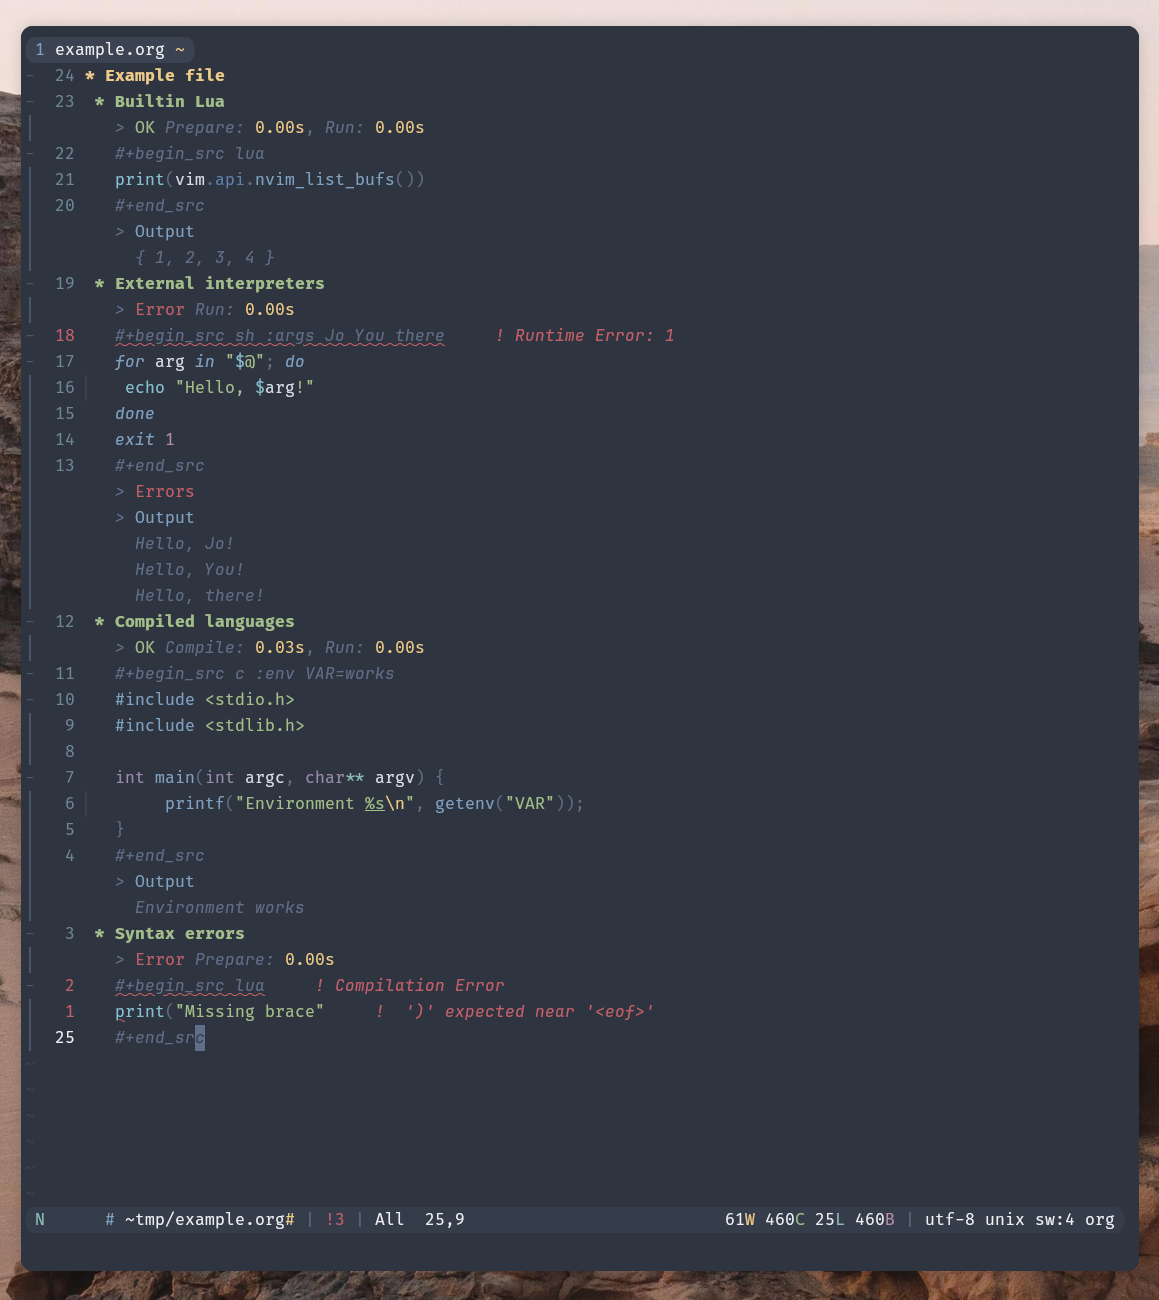 1 example.org ~
24 * Example file
23 * Builtin Lua
> OK Prepare: 0.00s, Run: 0.00s
22 #+begin_src lua
21 print(vim.api.nvim_list_bufs())
20 #+end_src
> Output
{ 1, 2, 3, 4 }
19 * External interpreters
> Error Run: 0.00s
18 #+begin_src sh :args Jo You there ! Runtime Error: 1
17 for arg in "$@"; do
16 echo "Hello, $arg!"
15 done
14 exit 1
13 #+end_src
> Errors
> Output
Hello, Jo!
Hello, You!
Hello, there!
12 * Compiled languages
> OK Compile: 0.03s, Run: 0.00s
11 #+begin_src c :env VAR=works
10 #include <stdio.h>
9 #include <stdlib.h>
8
7 int main(int argc, char** argv) {
6 printf("Environment %s\n", getenv("VAR"));
5 }
4 #+end_src
> Output
Environment works
3 * Syntax errors
> Error Prepare: 0.00s
2 #+begin_src lua ! Compilation Error
1 print("Missing brace" ! ')' expected near '<eof>'
25 #+end_src
~
~
~
~
~
~
N # ~tmp/example.org# | !3 | All 25,9 61W 460C 25L 460B | utf-8 unix sw:4 org